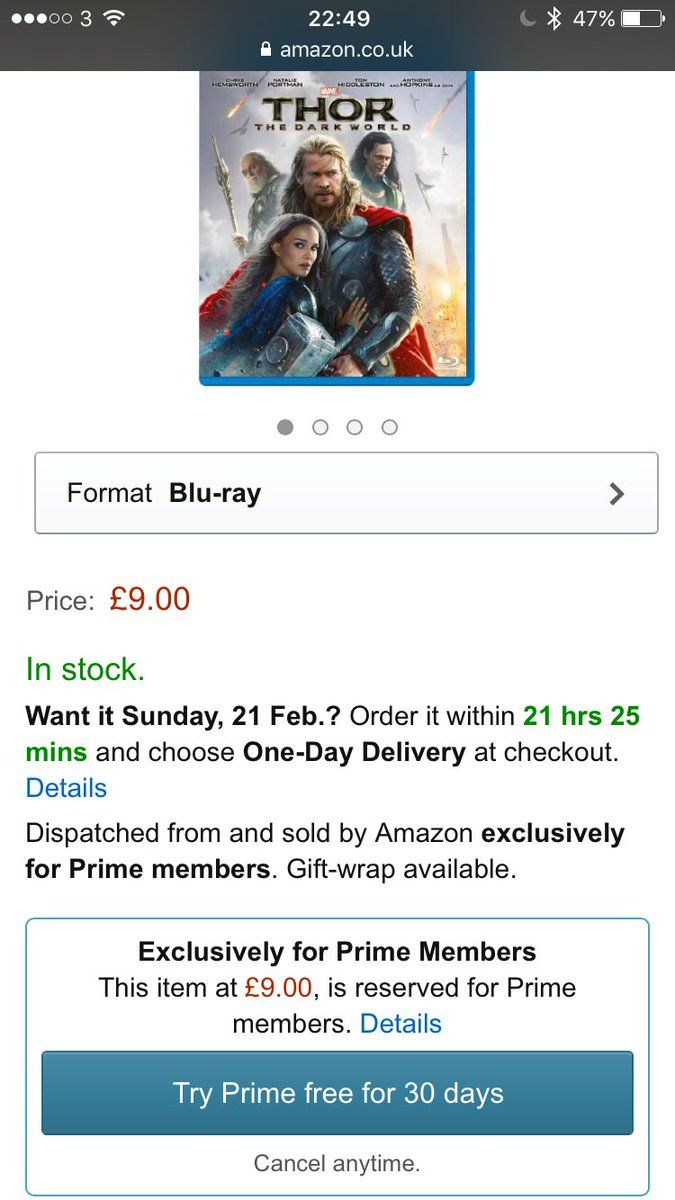 3 22:49 47%
amazon.co.uk
CHRIS HEMSWORTH NATALIE PORTMAN TOM HIDDLESTON AND ANTHONY HOPKINS AS ODIN
MARVEL
THOR
THE DARK WORLD
Format Blu-ray
Price: £9.00
In stock.
Want it Sunday, 21 Feb.? Order it within 21 hrs 25
mins and choose One-Day Delivery at checkout.
Details
Dispatched from and sold by Amazon exclusively
for Prime members. Gift-wrap available.
Exclusively for Prime Members
This item at £9.00, is reserved for Prime
members. Details
Try Prime free for 30 days
Cancel anytime.